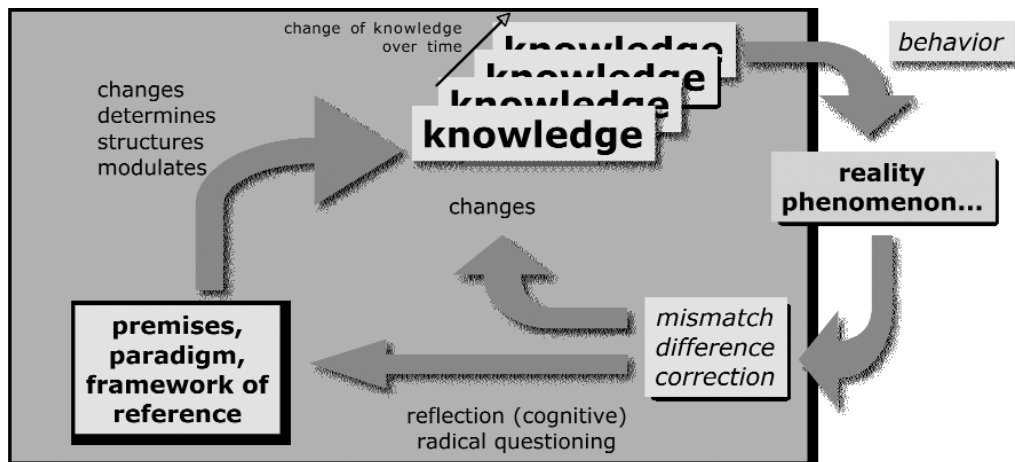 change of knowledge
over time
knowledge
knowledge
knowledge
knowledge
behavior
changes
determines
structures
modulates
reality
phenomenon...
changes
premises,
paradigm,
framework of
reference
mismatch
difference
correction
reflection (cognitive)
radical questioning